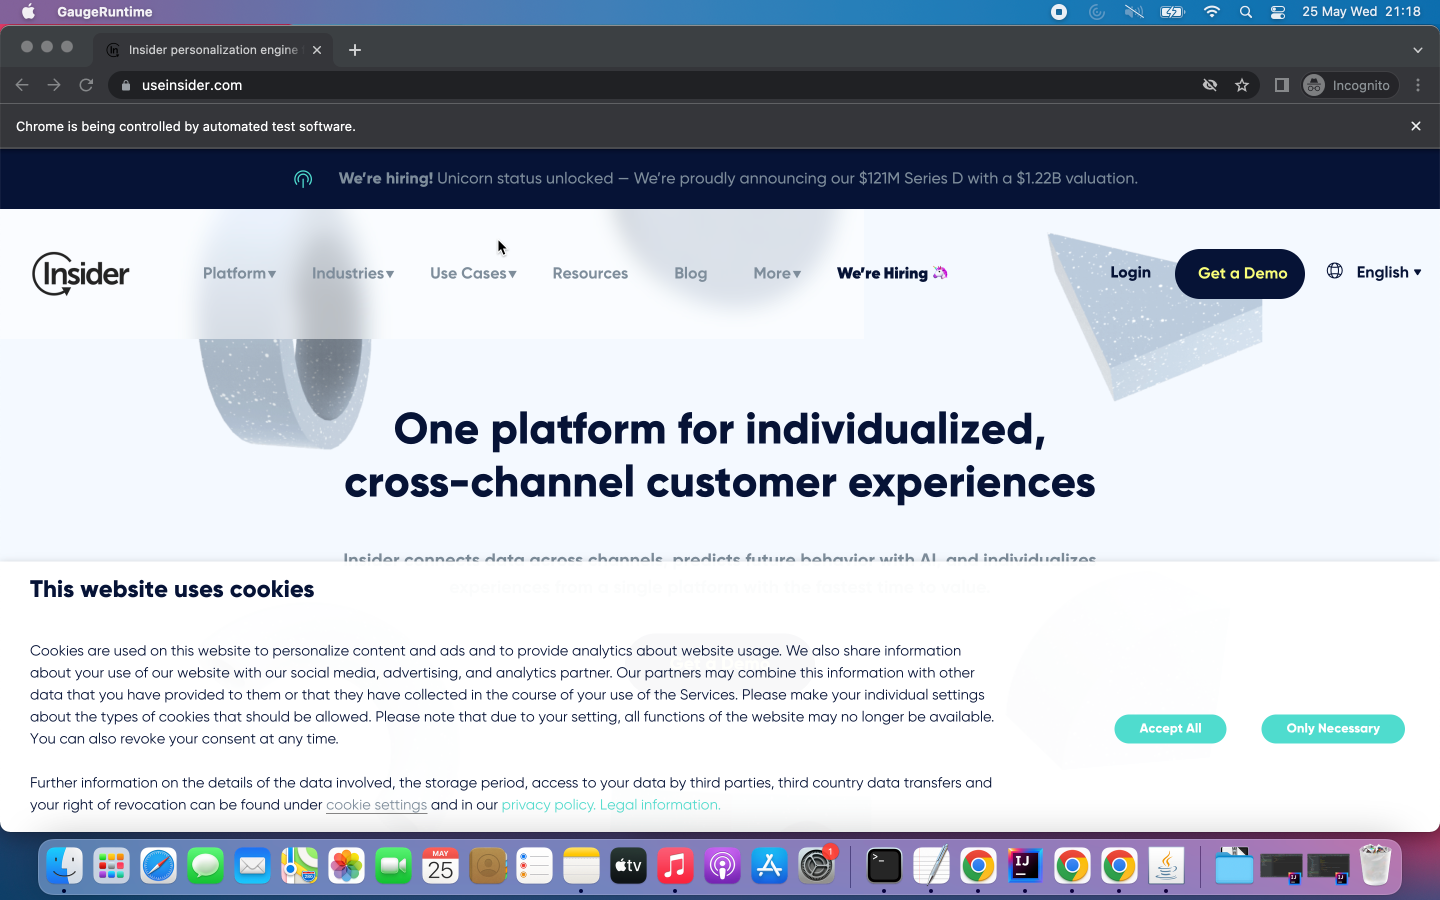 GaugeRuntime
25 May Wed 21:18
Insider personalization engine
useinsider.com
Incognito
Chrome is being controlled by automated test software.
We're hiring! Unicorn status unlocked — We're proudly announcing our $121M Series D with a $1.22B valuation.
Insider
Platform▾ Industries▾ Use Cases▾ Resources Blog More▾ We're Hiring 🦄 Login Get a Demo English ▾
One platform for individualized,
cross-channel customer experiences
Insider connects data across channels, predicts future behavior with AI, and individualizes
experiences from a single platform with the fastest time to value.
This website uses cookies
Cookies are used on this website to personalize content and ads and to provide analytics about website usage. We also share information
about your use of our website with our social media, advertising, and analytics partner. Our partners may combine this information with other
data that you have provided to them or that they have collected in the course of your use of the Services. Please make your individual settings
about the types of cookies that should be allowed. Please note that due to your setting, all functions of the website may no longer be available.
You can also revoke your consent at any time.
Accept All Only Necessary
Further information on the details of the data involved, the storage period, access to your data by third parties, third country data transfers and
your right of revocation can be found under cookie settings and in our privacy policy. Legal information.
MAY
25
tv
1
IJ